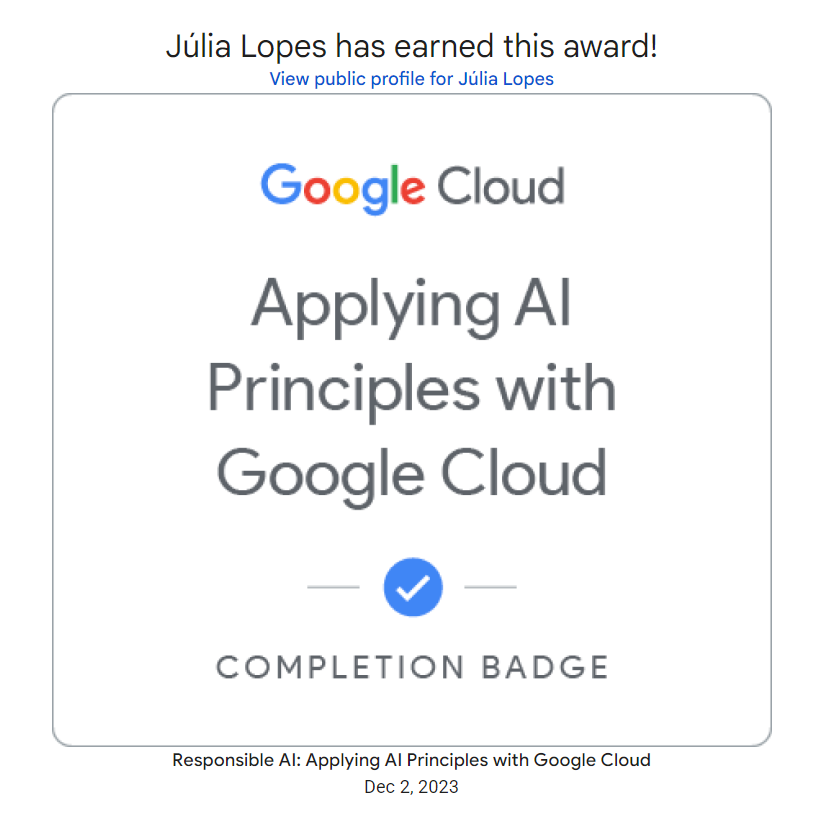 Júlia Lopes has earned this award!
View public profile for Júlia Lopes
Google Cloud
Applying AI
Principles with
Google Cloud
COMPLETION BADGE
Responsible AI: Applying AI Principles with Google Cloud
Dec 2, 2023